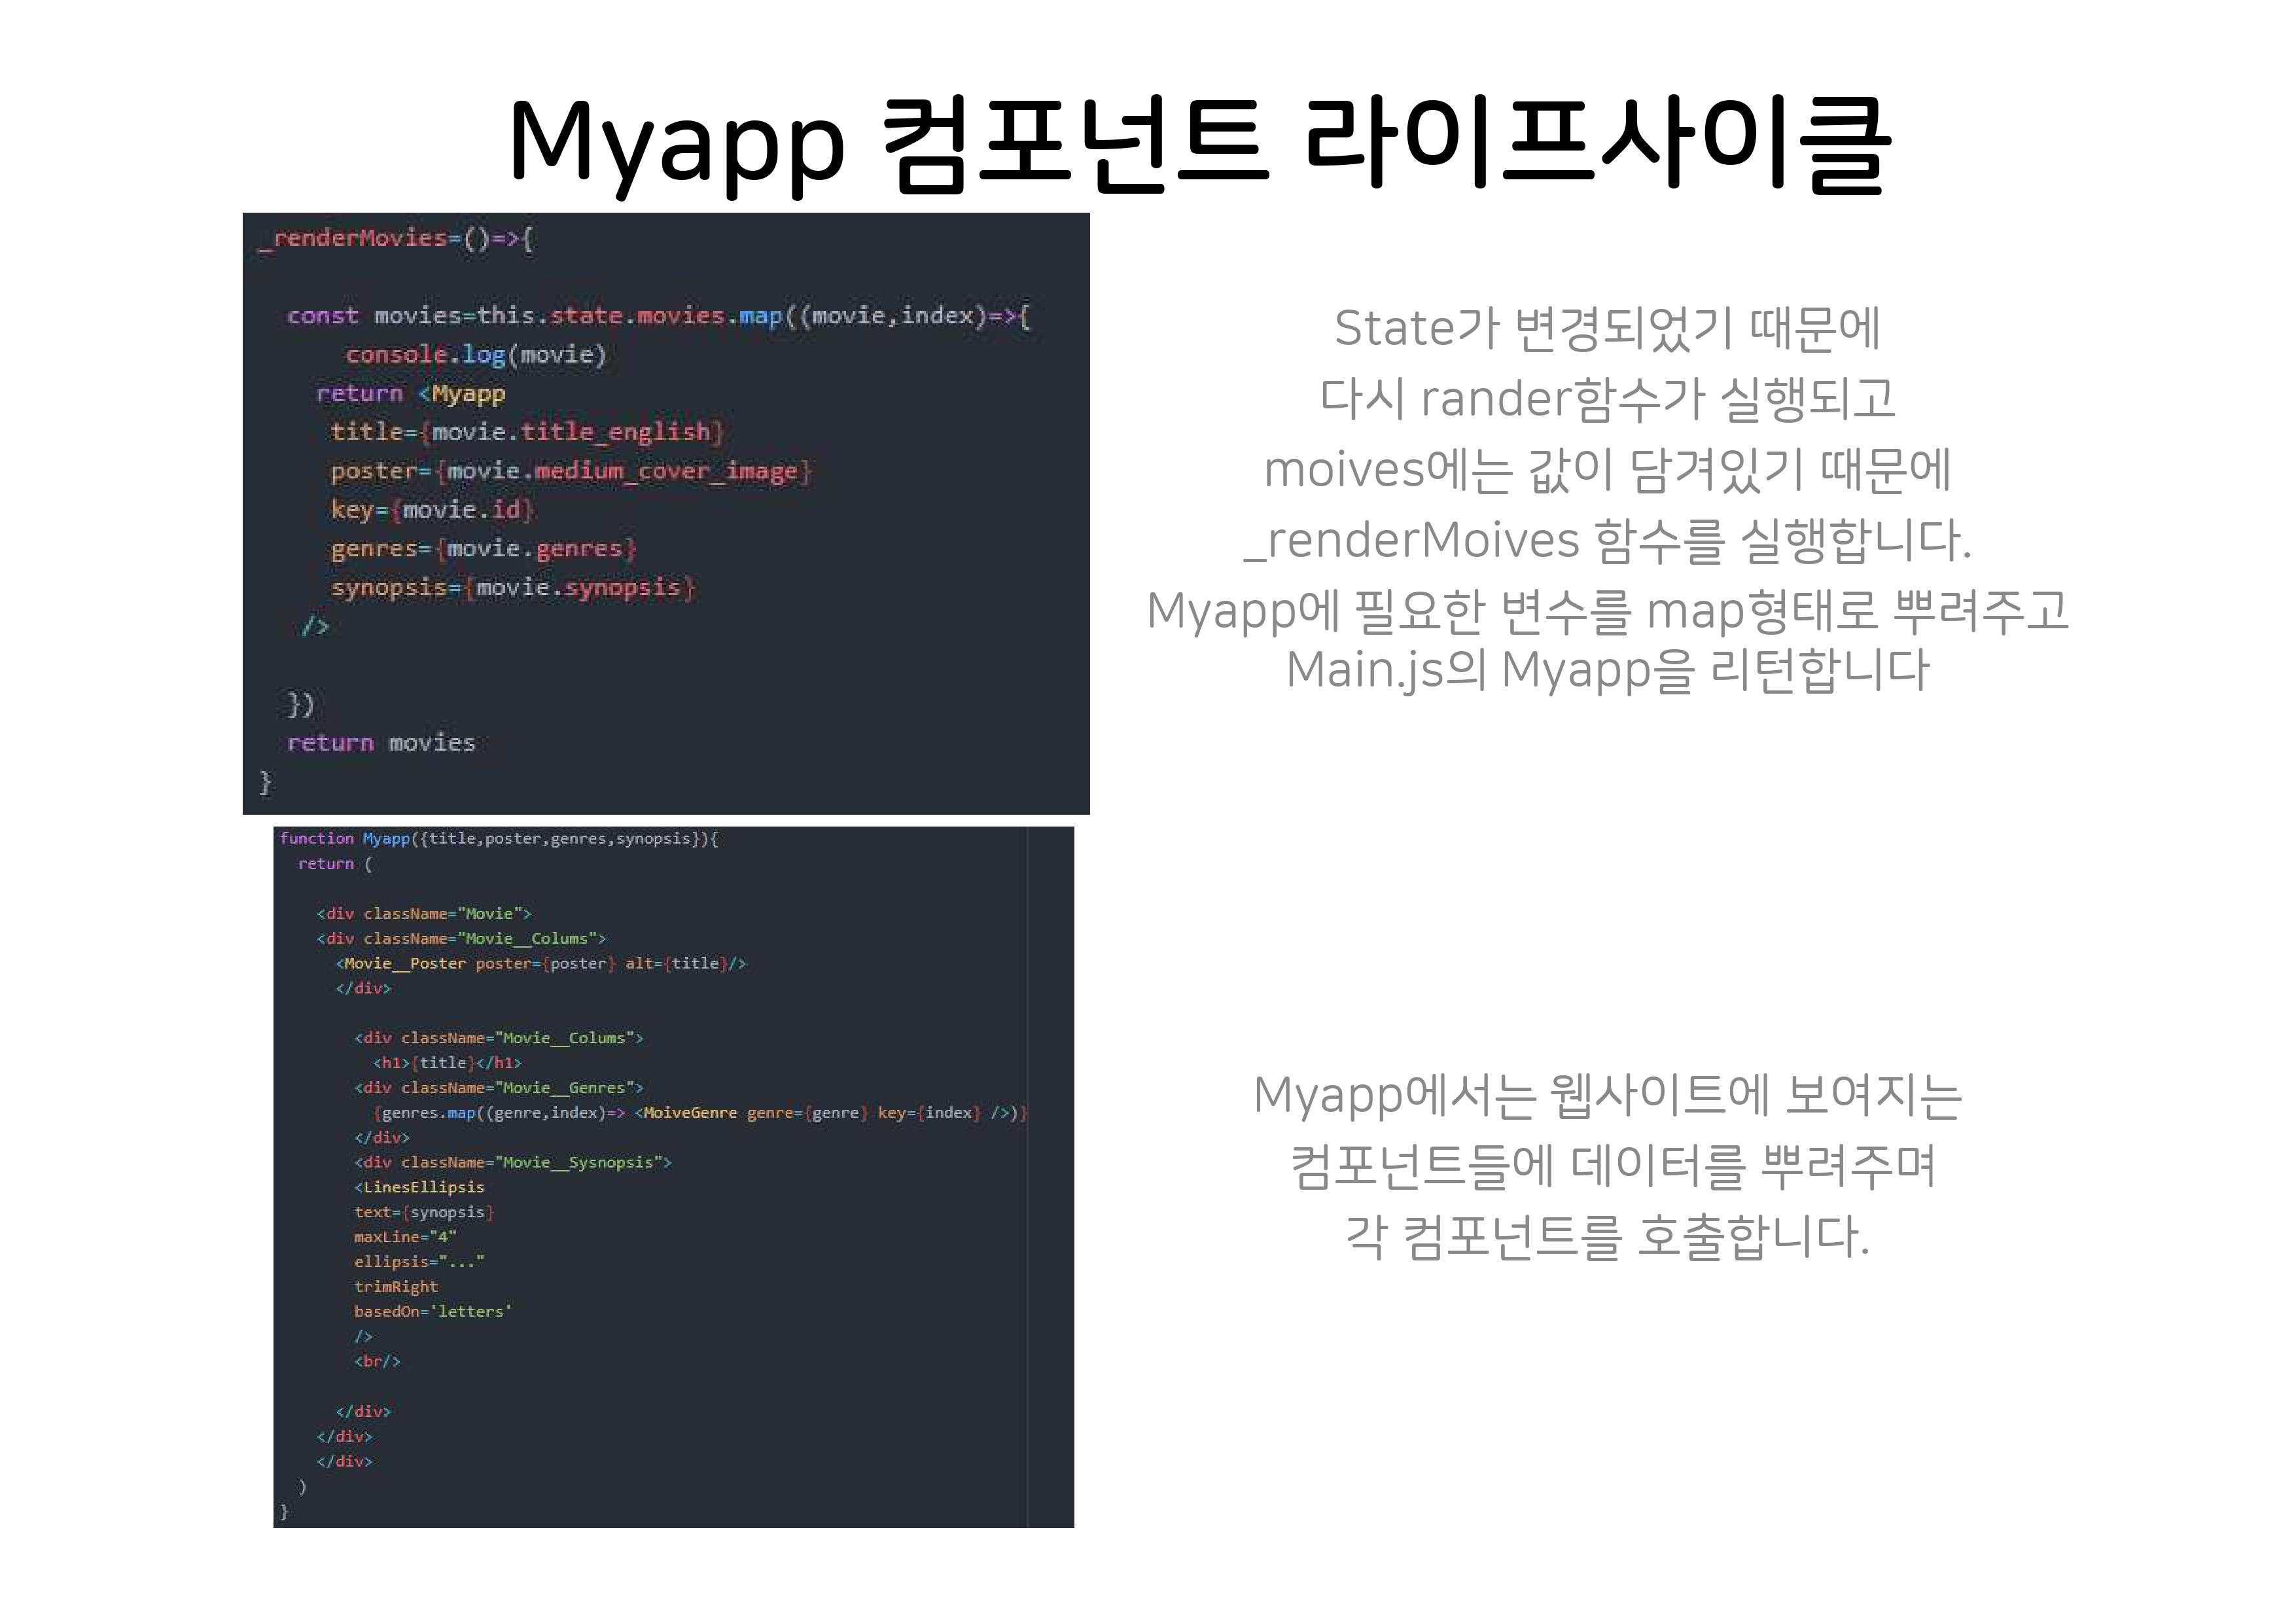 Myapp 컴포넌트 라이프사이클
_renderMovies=()=>{
const movies=this.state.movies.map((movie,index)=>{
console.log(movie)
return <Myapp
title={movie.title_english}
poster={movie.medium_cover_image}
key={movie.id}
genres={movie.genres}
synopsis={movie.synopsis}
/>
})
return movies
}
State가 변경되었기 때문에
다시 rander함수가 실행되고
moives에는 값이 담겨있기 때문에
_renderMoives 함수를 실행합니다.
Myapp에 필요한 변수를 map형태로 뿌려주고
Main.js의 Myapp을 리턴합니다
function Myapp({title,poster,genres,synopsis}){
return (
<div className="Movie">
<div className="Movie__Colums">
<Movie__Poster poster={poster} alt={title}/>
</div>
<div className="Movie__Colums">
<h1>{title}</h1>
<div className="Movie__Genres">
{genres.map((genre,index)=> <MoiveGenre genre={genre} key={index} />)}
</div>
<div className="Movie__Sysnopsis">
<LinesEllipsis
text={synopsis}
maxLine="4"
ellipsis="..."
trimRight
basedOn='letters'
/>
<br/>
</div>
</div>
</div>
)
}
Myapp에서는 웹사이트에 보여지는
컴포넌트들에 데이터를 뿌려주며
각 컴포넌트를 호출합니다.